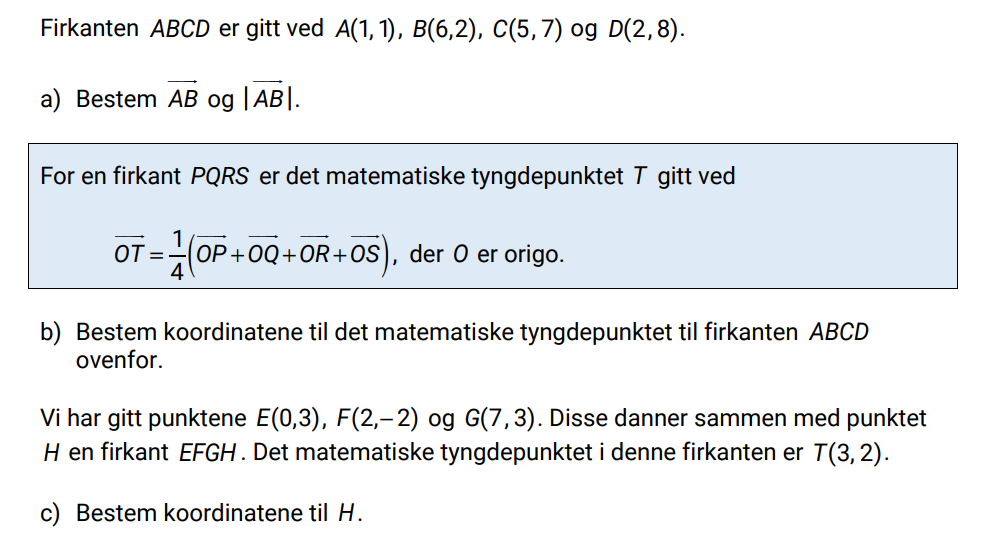 Firkanten ABCD er gitt ved A(1, 1), B(6,2), C(5, 7) og D(2, 8).
a) Bestem $\overrightarrow{AB}$ og $|\overrightarrow{AB}|$.
For en firkant PQRS er det matematiske tyngdepunktet T gitt ved
$\overrightarrow{OT} = \frac{1}{4}(\overrightarrow{OP} + \overrightarrow{OQ} + \overrightarrow{OR} + \overrightarrow{OS})$, der O er origo.
b) Bestem koordinatene til det matematiske tyngdepunktet til firkanten ABCD
ovenfor.
Vi har gitt punktene E(0,3), F(2,−2) og G(7, 3). Disse danner sammen med punktet
H en firkant EFGH. Det matematiske tyngdepunktet i denne firkanten er T(3, 2).
c) Bestem koordinatene til H.